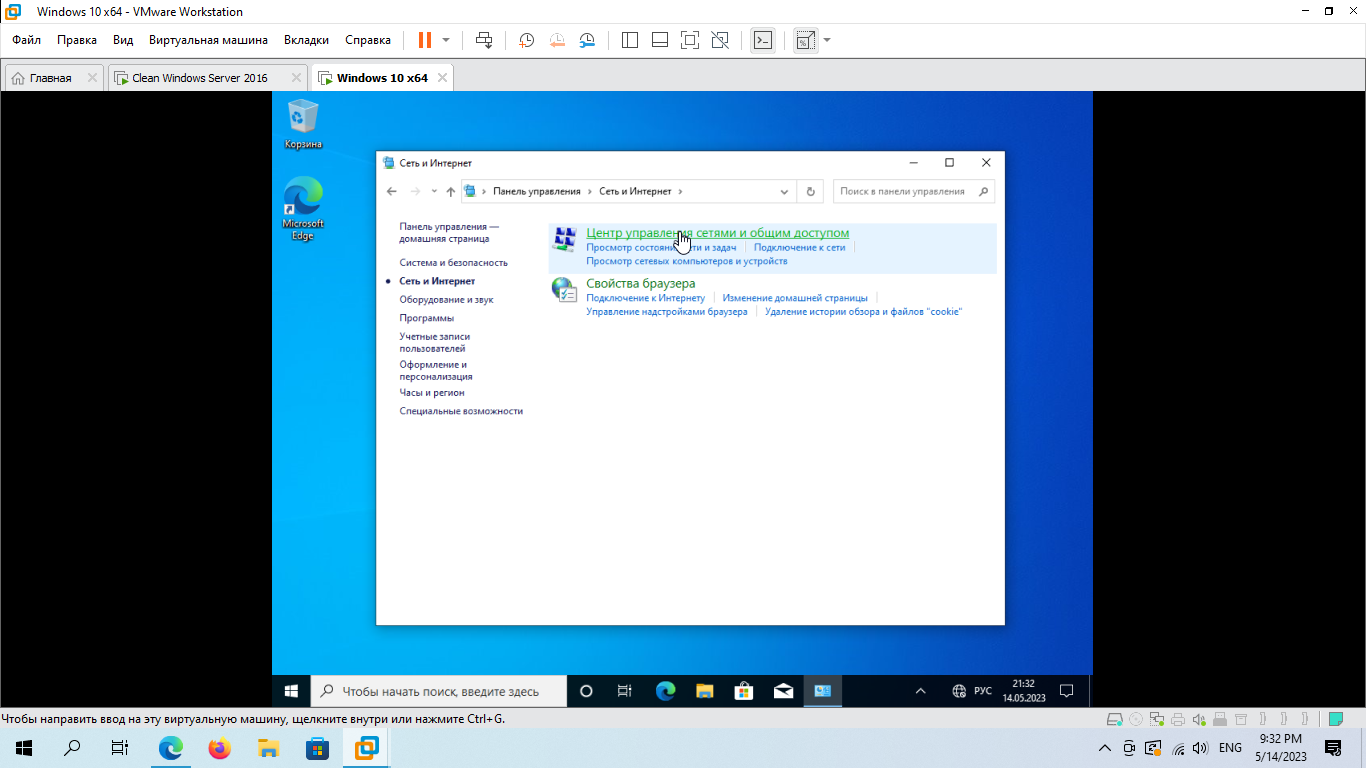 Windows 10 x64 - VMware Workstation
Файл Правка Вид Виртуальная машина Вкладки Справка
Главная Clean Windows Server 2016 Windows 10 x64
Корзина
Microsoft
Edge
Сеть и Интернет
Панель управления Сеть и Интернет Поиск в панели управления
Панель управления —
домашняя страница
Система и безопасность
Сеть и Интернет
Оборудование и звук
Программы
Учетные записи
пользователей
Оформление и
персонализация
Часы и регион
Специальные возможности
Центр управления сетями и общим доступом
Просмотр состояния сети и задач Подключение к сети
Просмотр сетевых компьютеров и устройств
Свойства браузера
Подключение к Интернету Изменение домашней страницы
Управление надстройками браузера Удаление истории обзора и файлов "cookie"
Чтобы начать поиск, введите здесь
РУС
21:32
14.05.2023
Чтобы направить ввод на эту виртуальную машину, щелкните внутри или нажмите Ctrl+G.
ENG
9:32 PM
5/14/2023